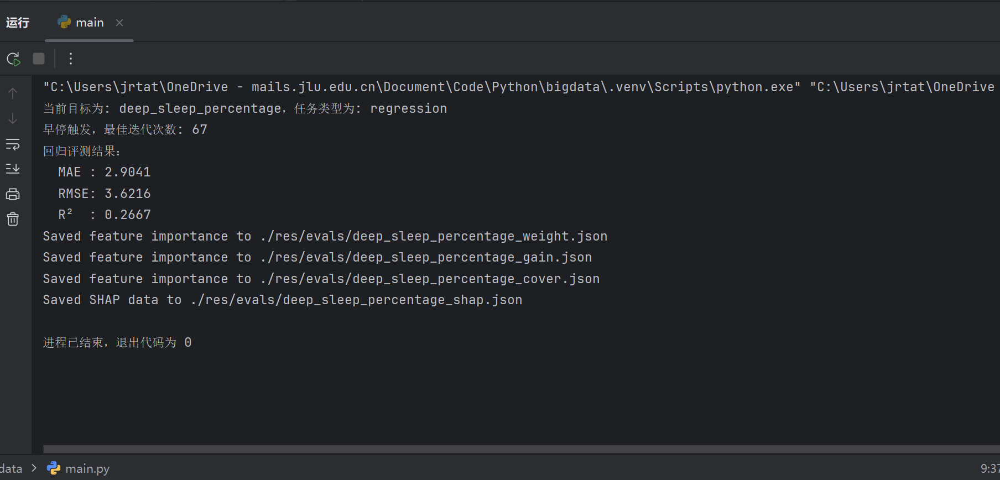 运行 main
"C:\Users\jrtat\OneDrive - mails.jlu.edu.cn\Document\Code\Python\bigdata\.venv\Scripts\python.exe" "C:\Users\jrtat\OneDrive
当前目标为: deep_sleep_percentage，任务类型为: regression
早停触发，最佳迭代次数: 67
回归评测结果:
MAE : 2.9041
RMSE: 3.6216
R² : 0.2667
Saved feature importance to ./res/evals/deep_sleep_percentage_weight.json
Saved feature importance to ./res/evals/deep_sleep_percentage_gain.json
Saved feature importance to ./res/evals/deep_sleep_percentage_cover.json
Saved SHAP data to ./res/evals/deep_sleep_percentage_shap.json
进程已结束，退出代码为 0
data > main.py 9:37